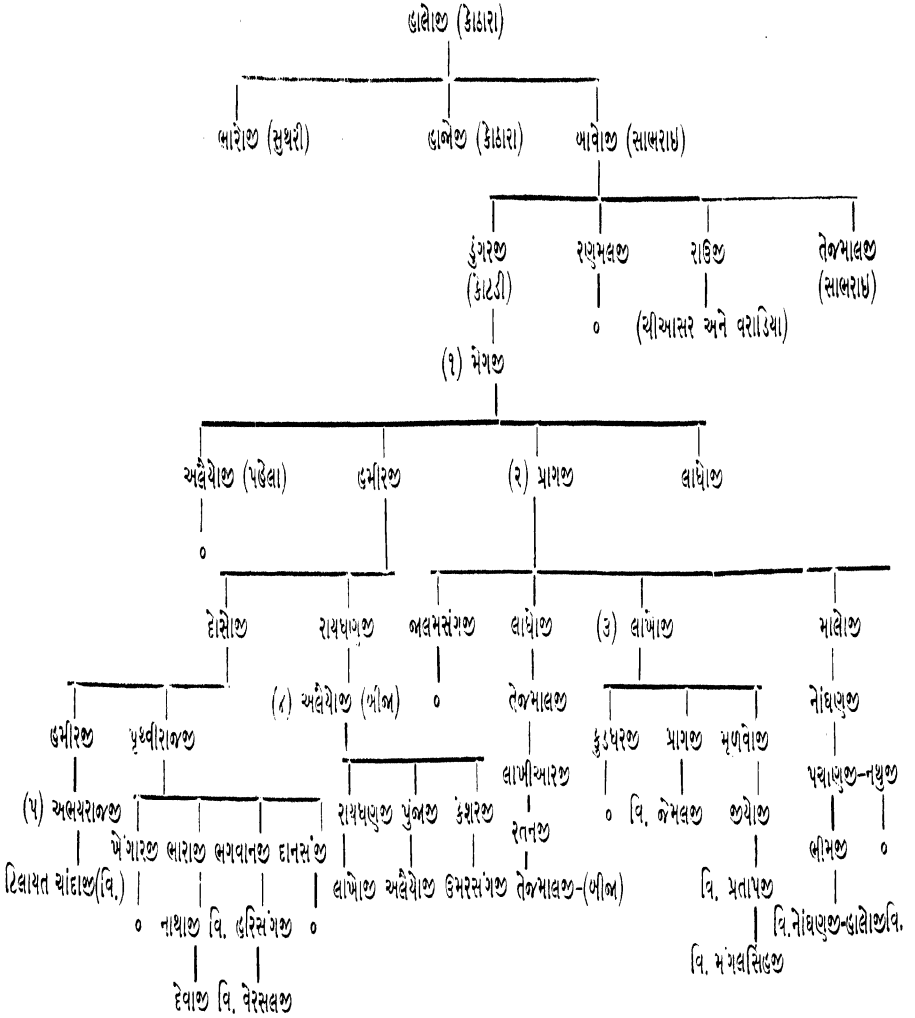 હાલોજી (કોઠારા)
ભારોજી (સુથરી) હાજોજી (કોઠારા) બાવોજી (સાભરાઇ)
ડુંગરજી રણમલજી રાઉજી તેજમાલજી
(કોટડી) (સાભરાઇ)
૦ (ચીઆસર અને વરાડિયા)
(૧) મેગજી
અલૈયોજી (પહેલા) હમીરજી (૨) પ્રાગજી લાધોજી
૦
દોસોજી રાયધણજી જાલમસંગજી લાધોજી (૩) લાખોજી માલોજી
(૪) અલૈયોજી (બીજા) ૦ તેજમાલજી નોંઘણજી
હમીરજી પૃથ્વીરાજજી કુડધરજી પ્રાગજી મૂળવોજી
લાખીઆરજી પચાણજી-નથુજી
(૫) અભયરાજજી રાયધણજી પુંજાજી કેશરજી ૦ વિ. જેમલજી જીયોજી
રતનજી
ખેંગારજી ભારાજી ભગવાનજી દાનસંજી ભીમજી ૦
ટિલાયત ચાંદાજી(વિ.) લાખોજી અલૈયોજી ઉમરસંગજી તેજમાલજી-(બીજા) વિ. પ્રતાપજી
૦ નાથાજી વિ. હરિસંગજી ૦ વિ.નોંઘણજી-હાલોજીવિ.
વિ. મંગલસિંહજી
દેવાજી વિ. વેરસલજી